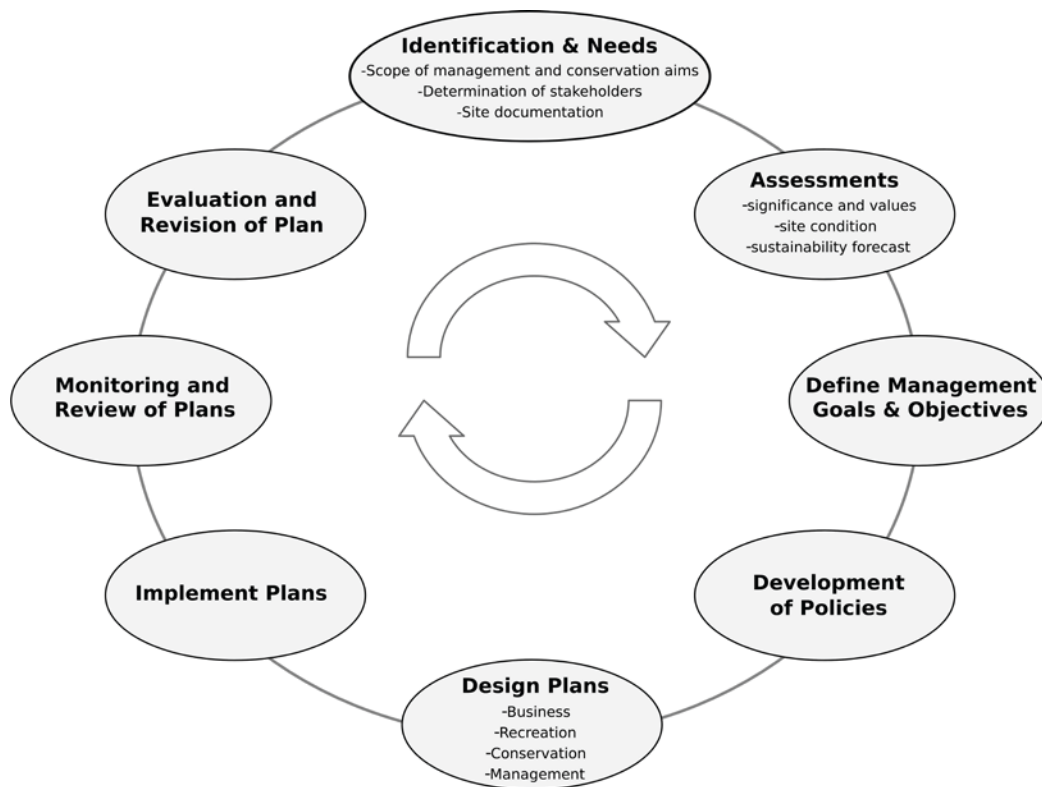 Identification & Needs
-Scope of management and conservation aims
-Determination of stakeholders
-Site documentation
Assessments
-significance and values
-site condition
-sustainability forecast
Define Management
Goals & Objectives
Development
of Policies
Design Plans
-Business
-Recreation
-Conservation
-Management
Implement Plans
Monitoring and
Review of Plans
Evaluation and
Revision of Plan